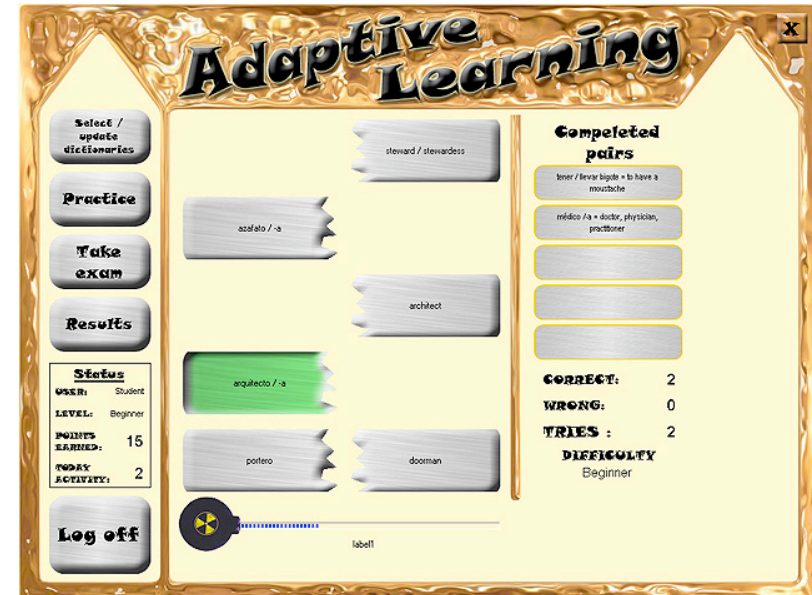 Adaptive
Learning
X
Select /
update
dictionaries
Practice
Take
exam
Results
Status
USER: Student
LEVEL: Beginner
POINTS
EARNED: 15
TODAY
ACTIVITY: 2
Log off
steward / stewardess
azafato / -a
architect
arquitecto / -a
portero
doorman
label1
Compeleted
pairs
tener / llevar bigote = to have a
moustache
médico /-a = doctor, physician,
practitioner
CORRECT: 2
WRONG: 0
TRIES : 2
DIFFICULTY
Beginner